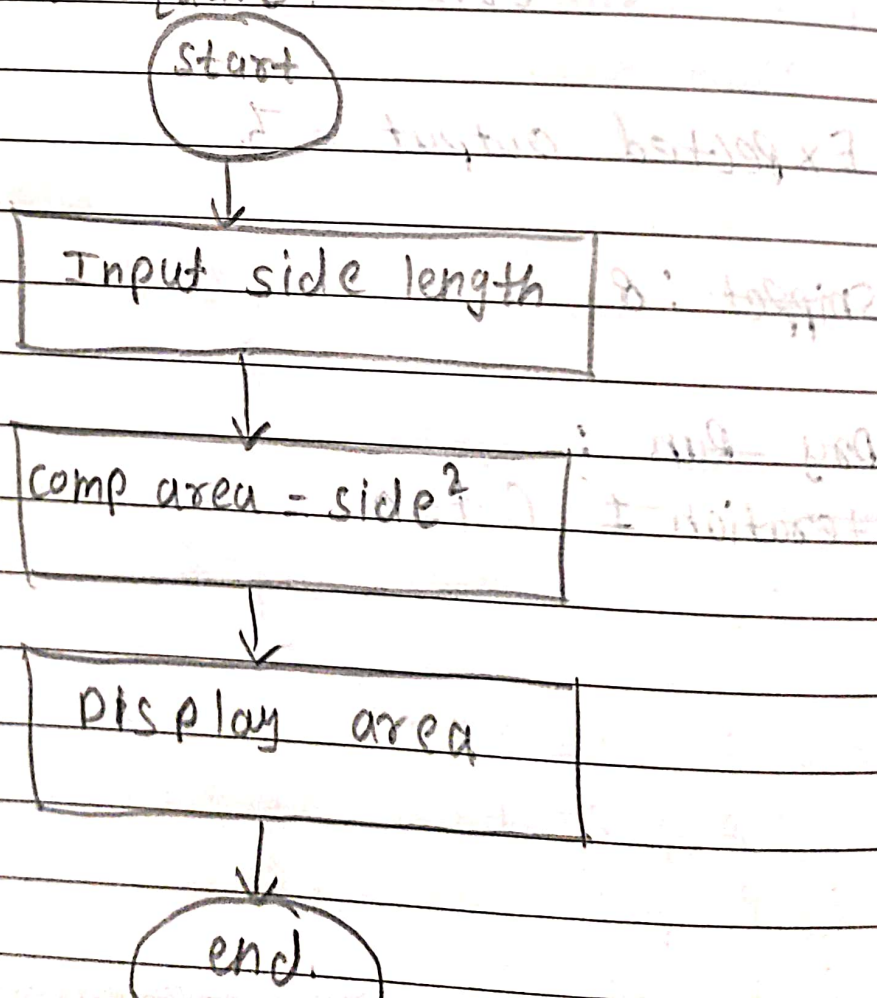 start
Input side length
comp area - side²
Display area
end.